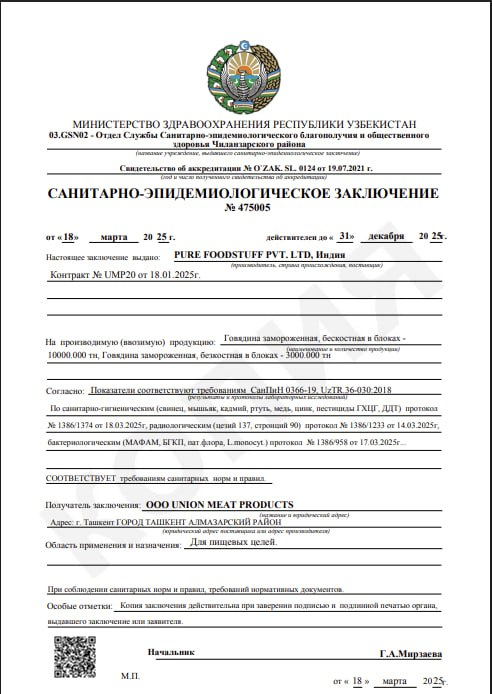 МИНИСТЕРСТВО ЗДРАВООХРАНЕНИЯ РЕСПУБЛИКИ УЗБЕКИСТАН
03.GSN02 - Отдел Службы Санитарно-эпидемиологического благополучия и общественного
здоровья Чиланзарского района
(название учреждение, выдавшего санитарно-эпидемиологическое заключение)
Свидетельство об аккредитации № O'ZAK. SL. 0124 от 19.07.2021 г.
(год и число полученного свидетельства об аккредитации)
САНИТАРНО-ЭПИДЕМИОЛОГИЧЕСКОЕ ЗАКЛЮЧЕНИЕ
№ 475005
от «18» марта 20 25 г. действителен до « 31» декабря 20 25г.
Настоящее заключение выдано: PURE FOODSTUFF PVT. LTD, Индия
(производитель, страна происхождения, поставщик)
Контракт № UMP20 от 18.01.2025г.
На производимую (ввозимую) продукцию: Говядина замороженная, бескостная в блоках -
(наименования и количества продукции)
10000.000 тн, Говядина замороженная, безкостная в блоках - 3000.000 тн
Согласно: Показатели соответствуют требованиям СанПиН 0366-19, UzTR.36-030:2018
(результаты и протоколы лабораторных исследований)
По санитарно-гигиеническим (свинец, мышьяк, кадмий, ртуть, медь, цинк, пестициды ГХЦГ, ДДТ) протокол
№ 1386/1374 от 18.03.2025г, радиологическим (цезий 137, стронций 90) протокол № 1386/1233 от 14.03.2025г,
бактериологическим (МАФАМ, БГКП, пат.флора, L.monocyt.) протокол № 1386/958 от 17.03.2025г...
СООТВЕТСТВУЕТ требованиям санитарных норм и правил.
Получатель заключения: ООО UNION MEAT PRODUCTS
(название и юридический адрес)
Адрес: г. Ташкент ГОРОД ТАШКЕНТ АЛМАЗАРСКИЙ РАЙОН
(юридический адрес поставщика или адрес производителя)
Область применения и назначения: Для пищевых целей.
При соблюдении санитарных норм и правил, требований нормативных документов.
Особые отметки: Копия заключения действительна при заверении подписью и подлинной печатью органа,
выдавшего заключение или заявителя.
Начальник Г.А.Мирзаева
М.П.
от « 18 » марта 2025г.
КОПИЯ